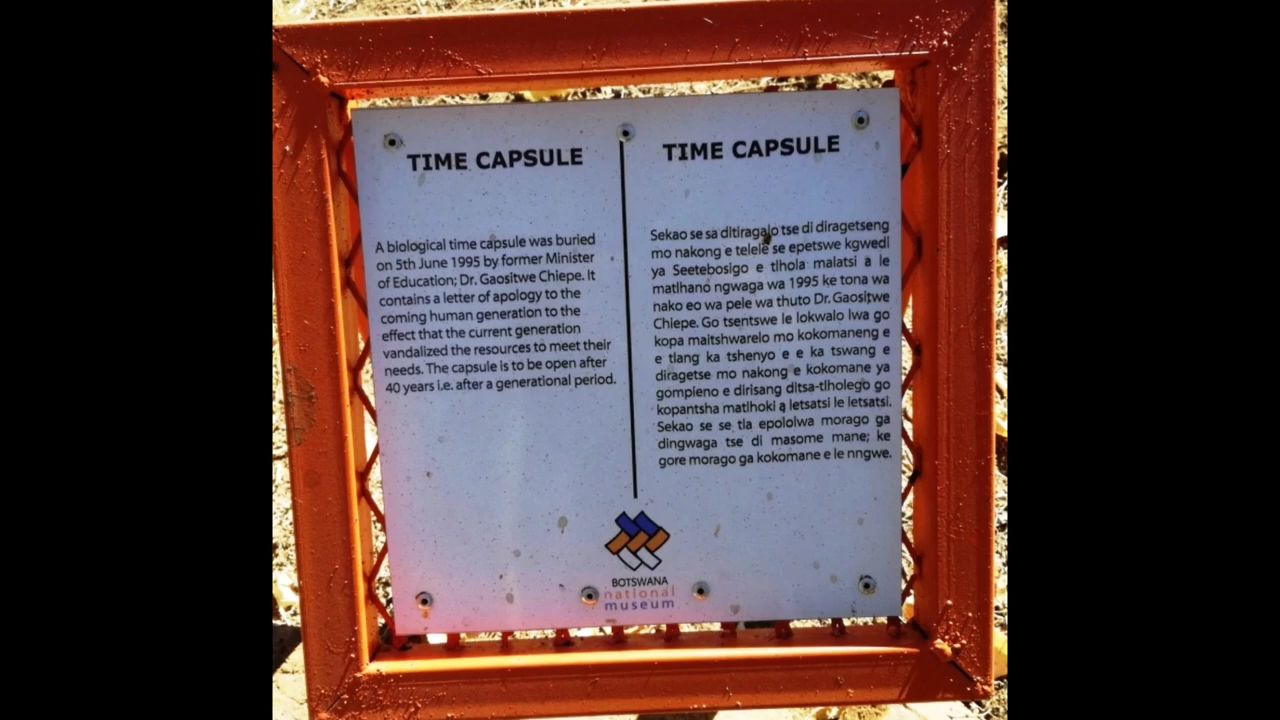 TIME CAPSULE
A biological time capsule was buried
on 5th June 1995 by former Minister
of Education; Dr. Gaositwe Chiepe. It
contains a letter of apology to the
coming human generation to the
effect that the current generation
vandalized the resources to meet their
needs. The capsule is to be open after
40 years i.e. after a generational period.
TIME CAPSULE
Sekao se sa ditiragalo tse di diragetseng
mo nakong e telele se epetswe kgwedi
ya Seetebosigo e tlhola malatsi a le
matlhano ngwaga wa 1995 ke tona wa
nako eo wa pele wa thuto Dr. Gaositwe
Chiepe. Go tsentswe le lokwalo lwa go
kopa maitshwarelo mo kokomaneng e
e tlang ka tshenyo e e ka tswang e
diragetse mo nakong e kokomane ya
gompieno e dirisang ditsa-tlholego go
kopantsha matlhoki a letsatsi le letsatsi.
Sekao se se tla epololwa morago ga
dingwaga tse di masome mane; ke
gore morago ga kokomane e le nngwe.
BOTSWANA
national
museum